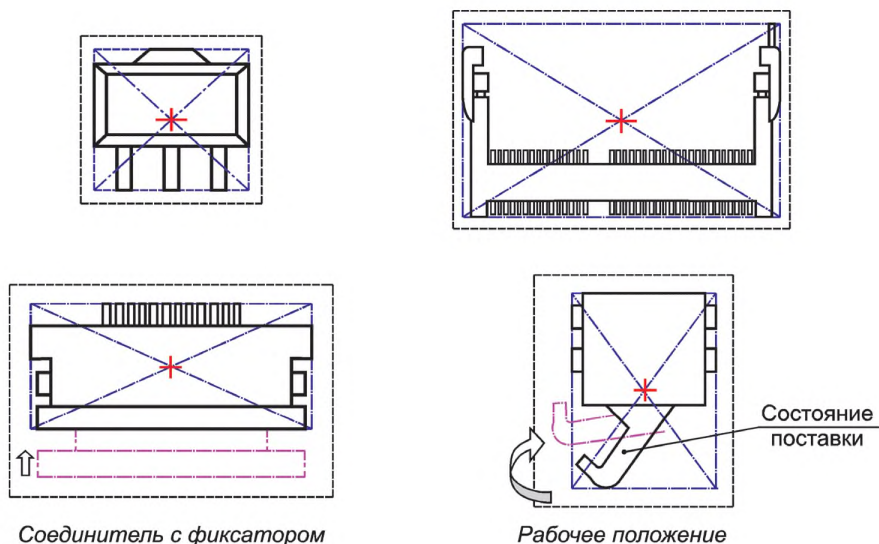 Состояние
поставки
Соединитель с фиксатором
Рабочее положение